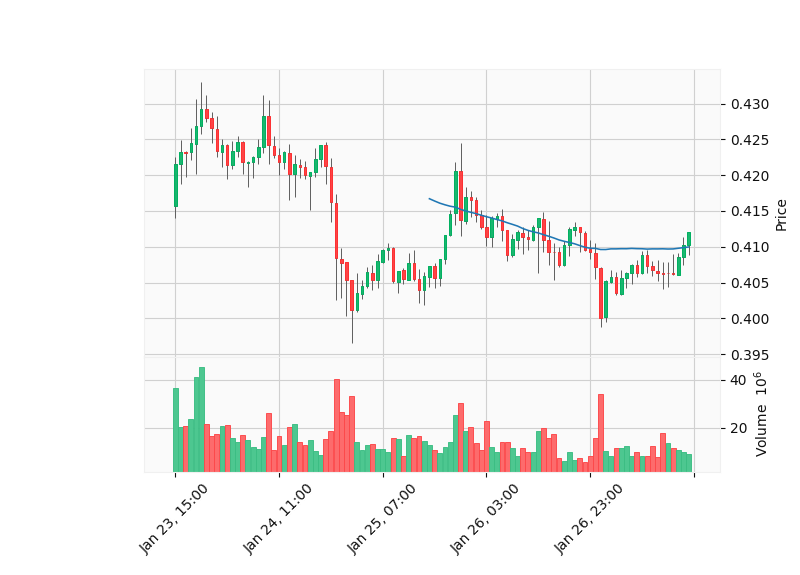 0.430
0.425
0.420
0.415
0.410
0.405
0.400
0.395
Price
40
20
Volume 10^6
Jan 23, 15:00
Jan 24, 11:00
Jan 25, 07:00
Jan 26, 03:00
Jan 26, 23:00